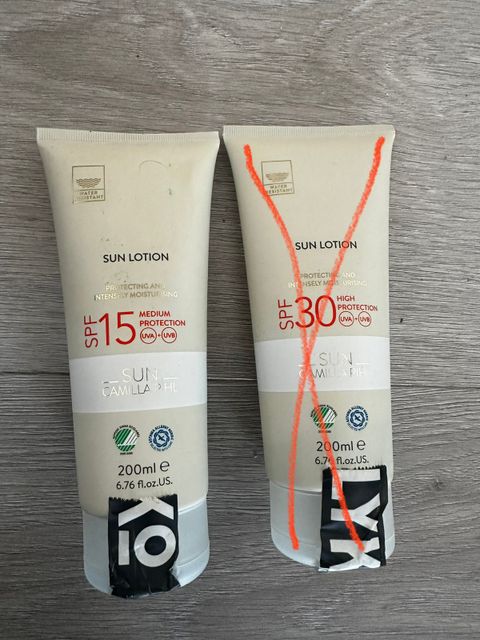 WATER
RESISTANT
SUN LOTION
PROTECTING AND
INTENSELY MOISTURISING
SPF 15 MEDIUM
PROTECTION
UVA + UVB
SUN
CAMILLA PIHL
200ml e
6.76 fl.oz.US.
KO
WATER
RESISTANT
SUN LOTION
PROTECTING AND
INTENSELY MOISTURISING
SPF 30 HIGH
PROTECTION
UVA + UVB
SUN
CAMILLA PIHL
200ml e
6.76 fl.oz.US.
LYK